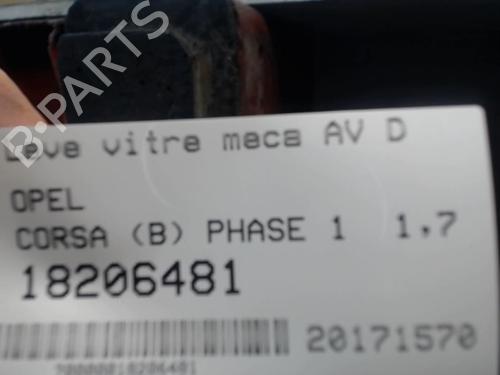 B-PARTS
Leve vitre meca AV D
OPEL
CORSA (B) PHASE 1 1,7
18206481
20171570